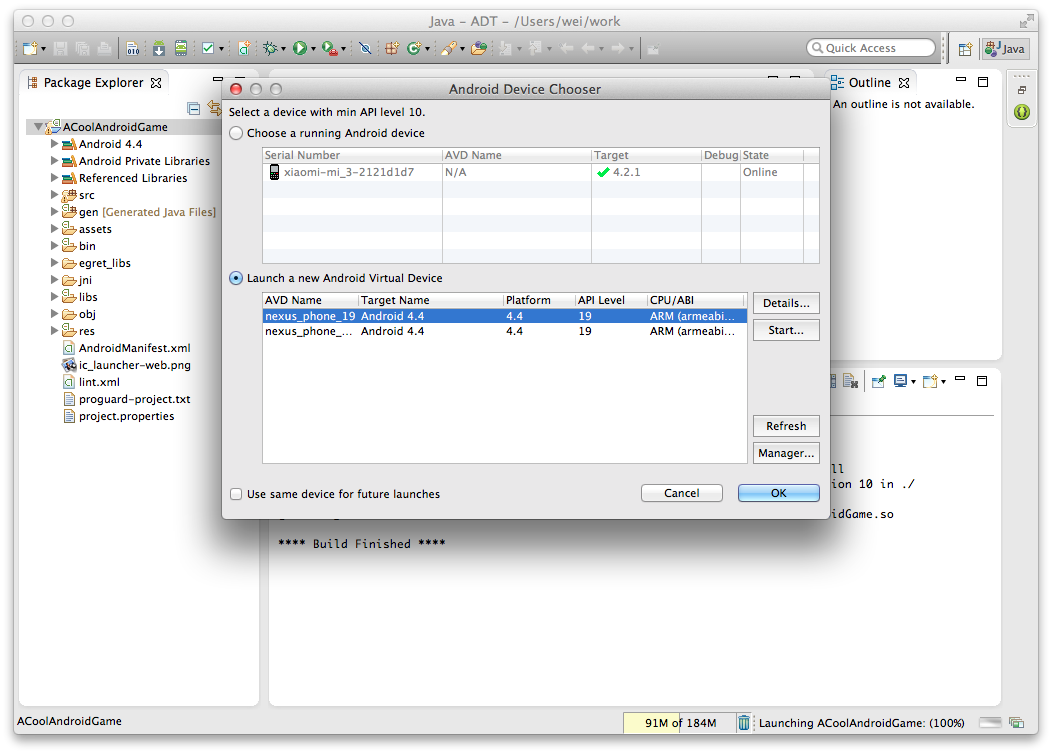 Java – ADT – /Users/wei/work
Quick Access
Java
Package Explorer
Outline
An outline is not available.
ACoolAndroidGame
Android 4.4
Android Private Libraries
Referenced Libraries
src
gen [Generated Java Files]
assets
bin
egret_libs
jni
libs
obj
res
AndroidManifest.xml
ic_launcher-web.png
lint.xml
proguard-project.txt
project.properties
Android Device Chooser
Select a device with min API level 10.
Choose a running Android device
Serial Number AVD Name Target Debug State
xiaomi-mi_3-2121d1d7 N/A 4.2.1 Online
Launch a new Android Virtual Device
AVD Name Target Name Platform API Level CPU/ABI
nexus_phone_19 Android 4.4 4.4 19 ARM (armeabi...
nexus_phone_... Android 4.4 4.4 19 ARM (armeabi...
Details...
Start...
Refresh
Manager...
Use same device for future launches
Cancel
OK
ll
ion 10 in ./
idGame.so
**** Build Finished ****
ACoolAndroidGame
91M of 184M
Launching ACoolAndroidGame: (100%)